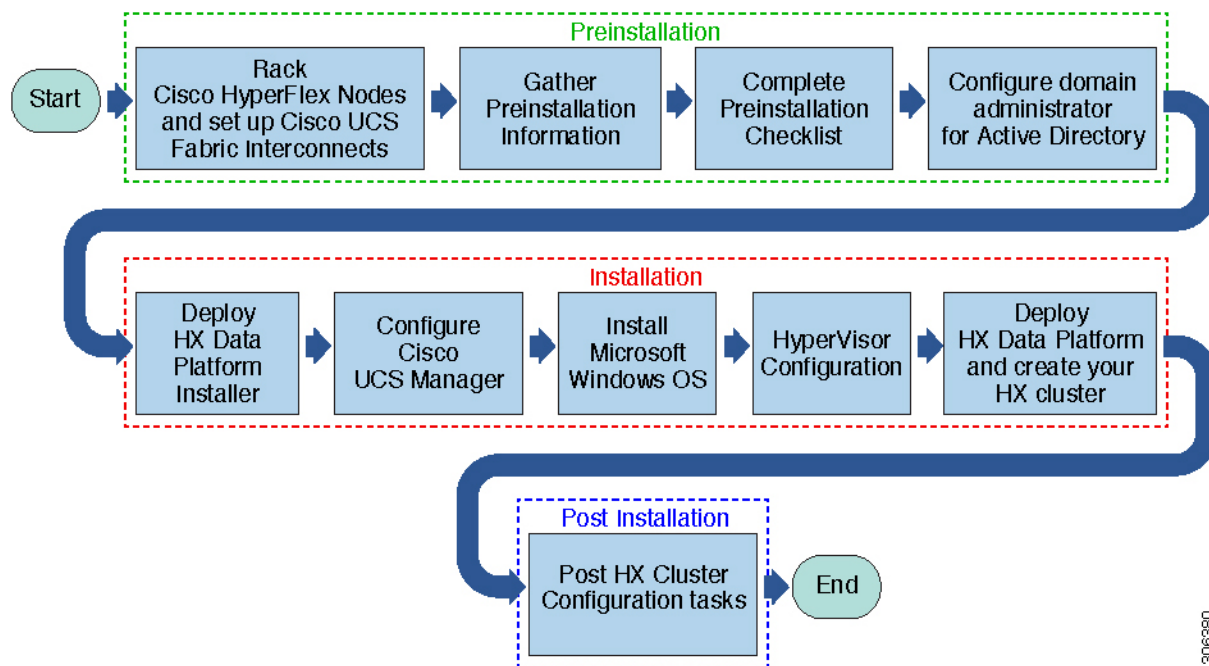 Preinstallation
Start
Rack
Cisco HyperFlex Nodes
and set up Cisco UCS
Fabric Interconnects
Gather
Preinstallation
Information
Complete
Preinstallation
Checklist
Configure domain
administrator
for Active Directory
Installation
Deploy
HX Data
Platform
Installer
Configure
Cisco
UCS Manager
Install
Microsoft
Windows OS
HyperVisor
Configuration
Deploy
HX Data Platform
and create your
HX cluster
Post Installation
Post HX Cluster
Configuration tasks
End
306380